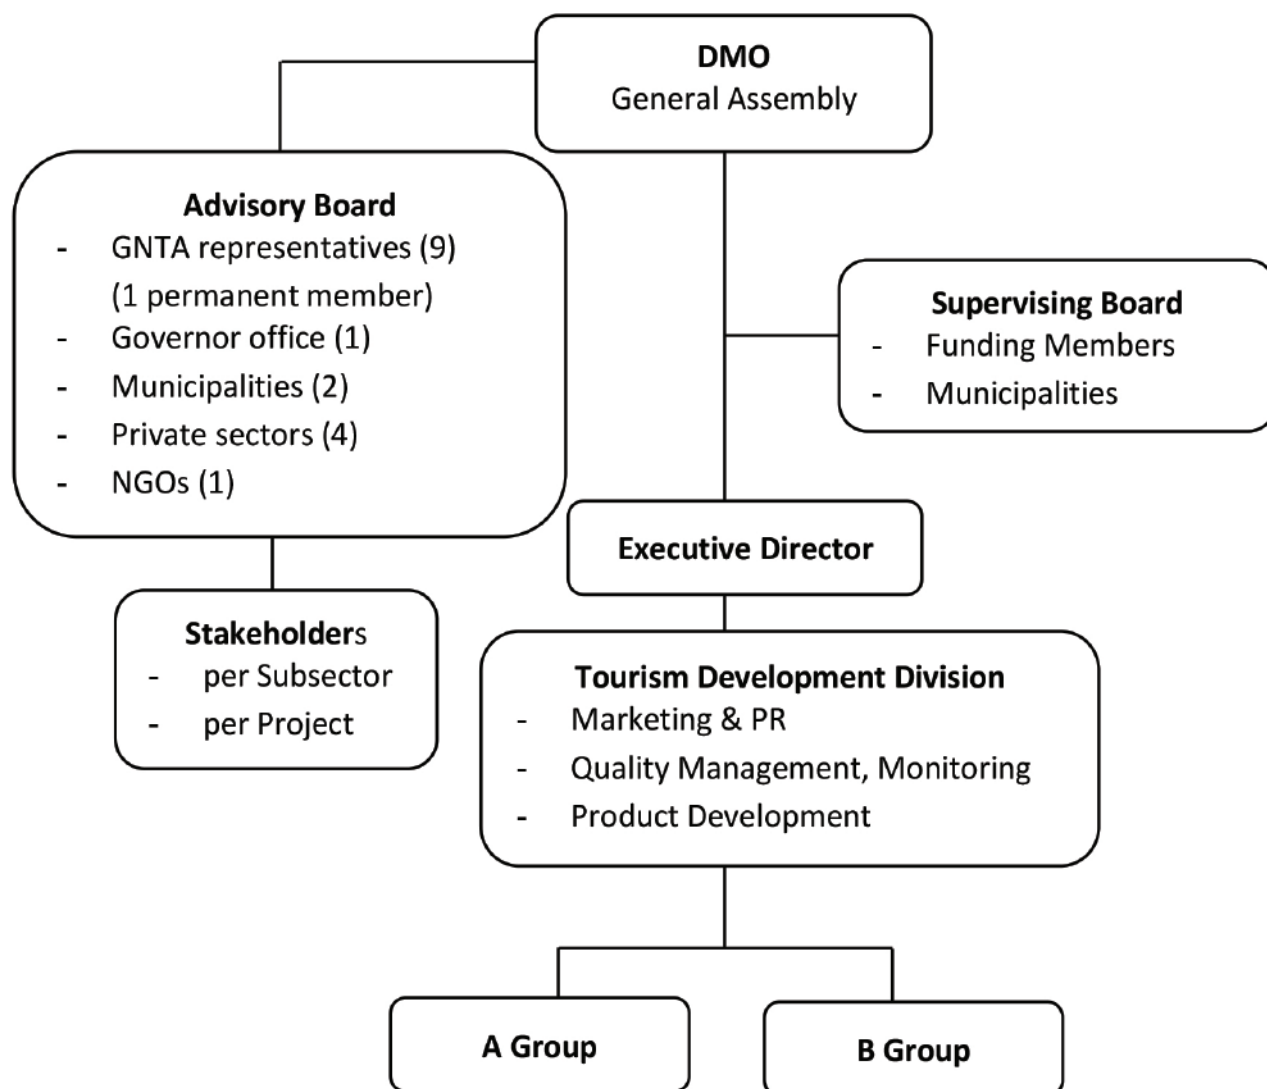 DMO
General Assembly
Advisory Board
- GNTA representatives (9)
(1 permanent member)
- Governor office (1)
- Municipalities (2)
- Private sectors (4)
- NGOs (1)
Supervising Board
- Funding Members
- Municipalities
Executive Director
Stakeholders
- per Subsector
- per Project
Tourism Development Division
- Marketing & PR
- Quality Management, Monitoring
- Product Development
A Group
B Group